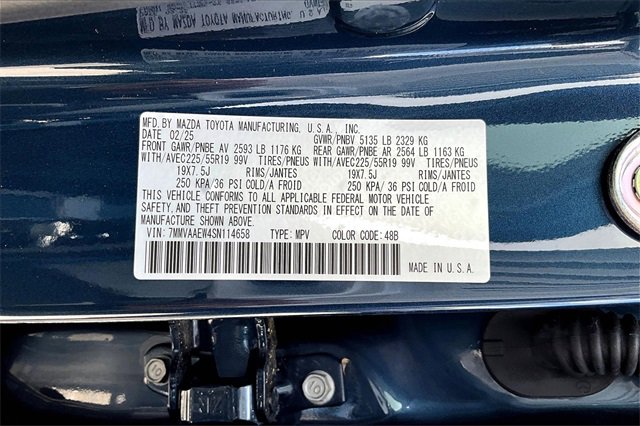 MFD. BY MAZDA TOYOTA MANUFACTURING, U.S.A., INC.
DATE 02/25 GVWR/PNBV 5135 LB 2329 KG
FRONT GAWR/PNBE AV 2593 LB 1176 KG REAR GAWR/PNBE AR 2564 LB 1163 KG
WITH/AVEC225/55R19 99V TIRES/PNEUS WITH/AVEC225/55R19 99V TIRES/PNEUS
19X7.5J RIMS/JANTES 19X7.5J RIMS/JANTES
250 KPA/36 PSI COLD/A FROID 250 KPA/36 PSI COLD/A FROID
THIS VEHICLE CONFORMS TO ALL APPLICABLE FEDERAL MOTOR VEHICLE
SAFETY, AND THEFT PREVENTION STANDARDS IN EFFECT ON THE DATE OF
MANUFACTURE SHOWN ABOVE.
VIN: 7MMVAAEW4SN114658 TYPE: MPV COLOR CODE: 48B
MADE IN U.S.A.